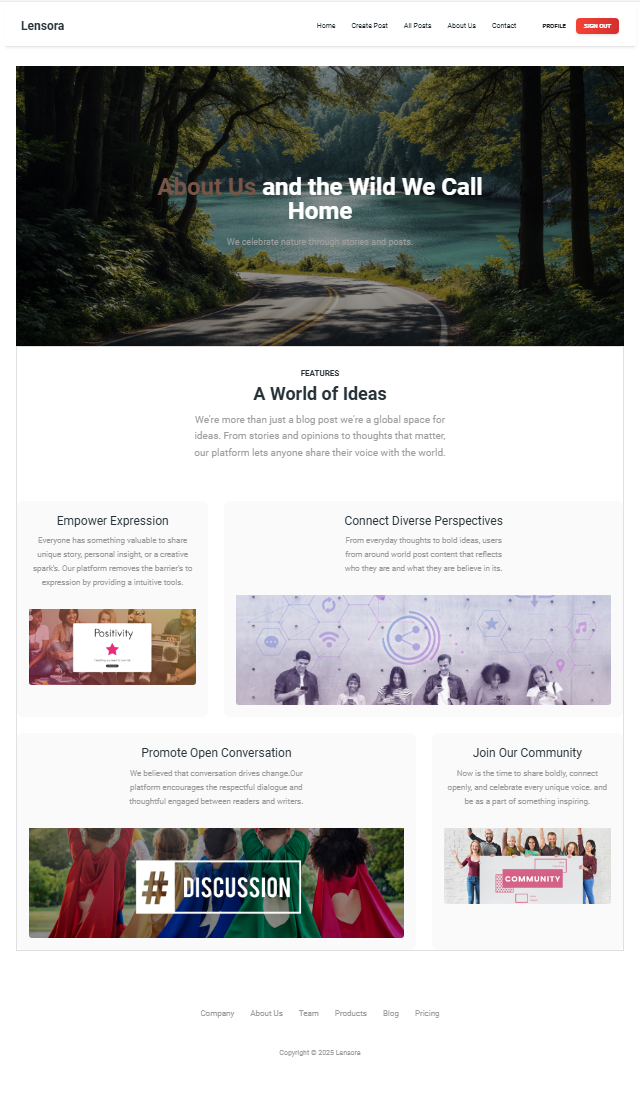 Lensora
Home Create Post All Posts About Us Contact PROFILE SIGN OUT
About Us and the Wild We Call
Home
We celebrate nature through stories and posts.
FEATURES
A World of Ideas
We're more than just a blog post we're a global space for
ideas. From stories and opinions to thoughts that matter,
our platform lets anyone share their voice with the world.
Empower Expression
Everyone has something valuable to share
unique story, personal insight, or a creative
spark's. Our platform removes the barrier's to
expression by providing a intuitive tools.
Positivity
Connect Diverse Perspectives
From everyday thoughts to bold ideas, users
from around world post content that reflects
who they are and what they are believe in its.
Promote Open Conversation
We believed that conversation drives change.Our
platform encourages the respectful dialogue and
thoughtful engaged between readers and writers.
# DISCUSSION
Join Our Community
Now is the time to share boldly, connect
openly, and celebrate every unique voice. and
be as a part of something inspiring.
COMMUNITY
Company About Us Team Products Blog Pricing
Copyright © 2025 Lensora